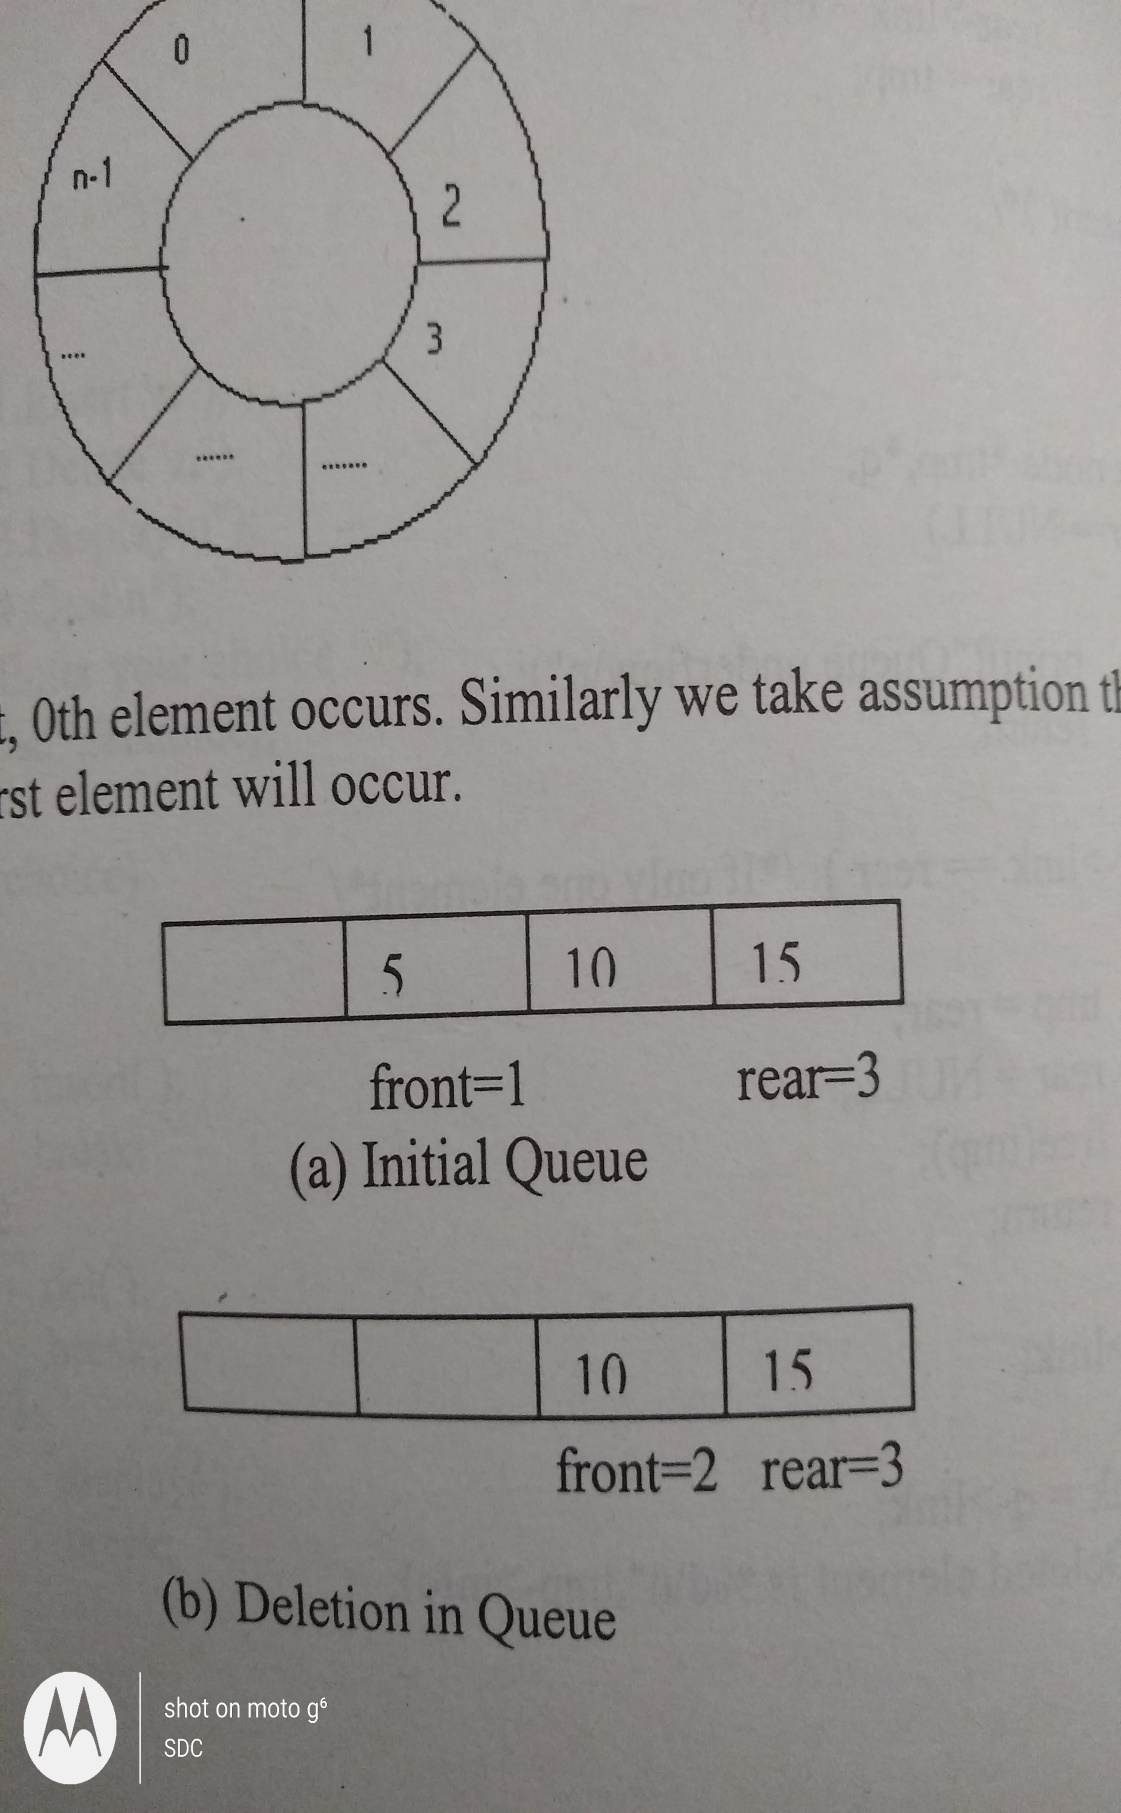 0 1
n-1 2
.... 3
...... .......
, 0th element occurs. Similarly we take assumption
element will occur.
5 10 15
front=1 rear=3
(a) Initial Queue
10 15
front=2 rear=3
(b) Deletion in Queue
shot on moto g⁶
SDC